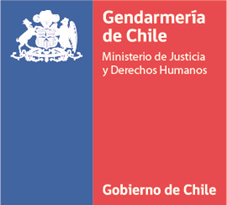 Gendarmería
de Chile
Ministerio de Justicia
y Derechos Humanos
Gobierno de Chile